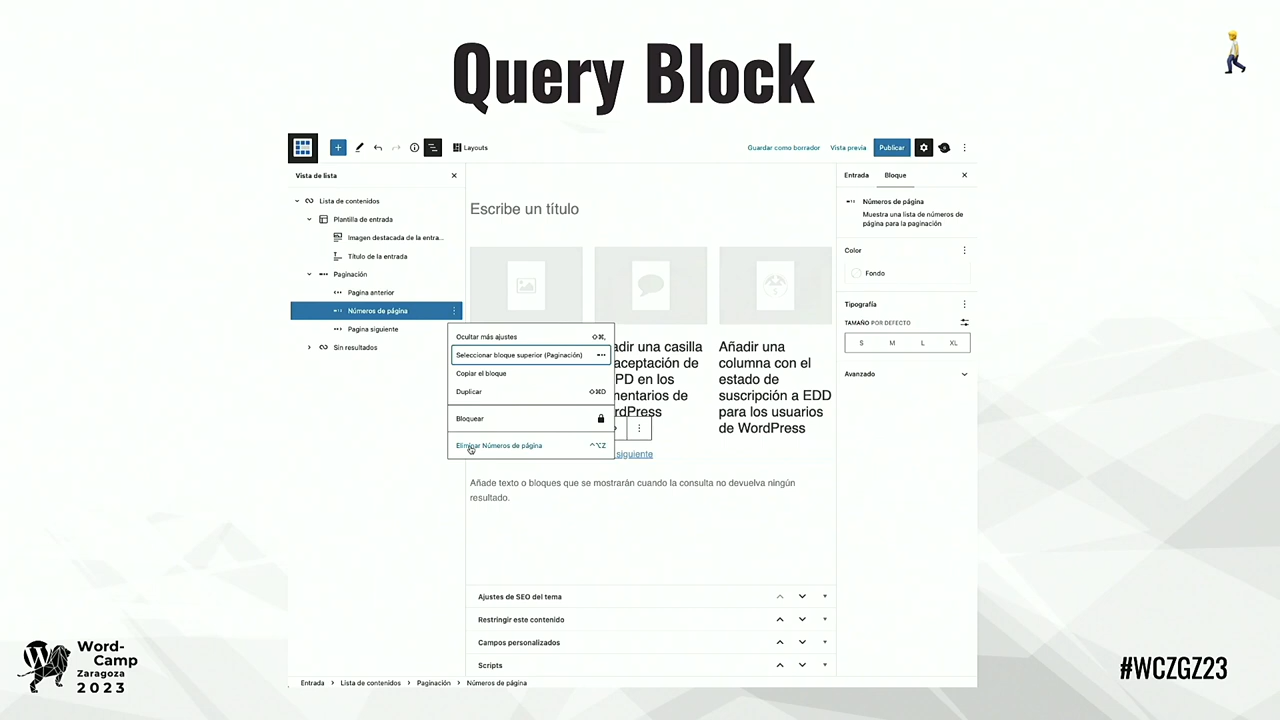 Query Block
Layouts
Guardar como borrador
Vista previa
Publicar
Vista de lista
Lista de contenidos
Plantilla de entrada
Imagen destacada de la entra...
Título de la entrada
Paginación
Pagina anterior
Números de página
Pagina siguiente
Sin resultados
Ocultar más ajustes ⇧⌘,
Seleccionar bloque superior (Paginación)
Copiar el bloque
Duplicar ⇧⌘D
Bloquear
Eliminar Números de página ^⌥Z
Escribe un título
dir una casilla
aceptación de
PD en los
mentarios de
rdPress
Añadir una
columna con el
estado de
suscripción a EDD
para los usuarios
de WordPress
siguiente
Añade texto o bloques que se mostrarán cuando la consulta no devuelva ningún
resultado.
Ajustes de SEO del tema
Restringir este contenido
Campos personalizados
Scripts
Entrada
Bloque
Números de página
Muestra una lista de números de
página para la paginación
Color
Fondo
Tipografía
TAMAÑO POR DEFECTO
S M L XL
Avanzado
Entrada > Lista de contenidos > Paginación > Números de página
Word-
Camp
Zaragoza
2023
#WCZGZ23